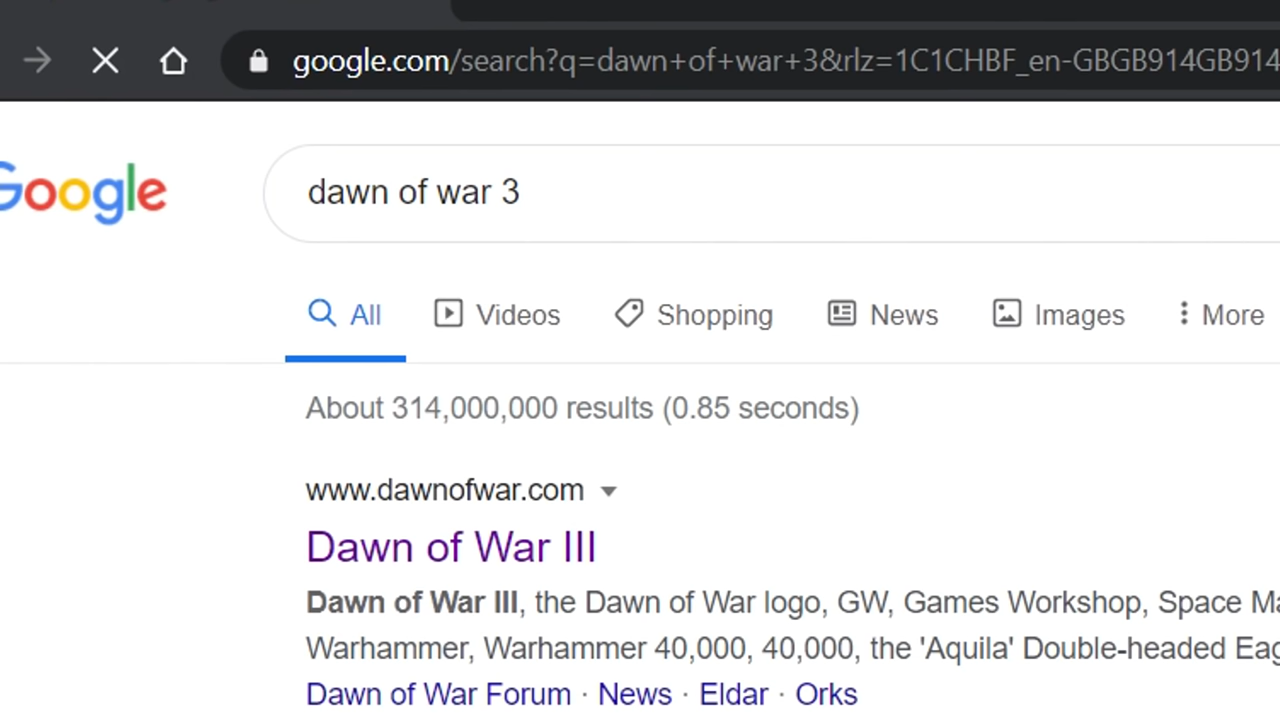 google.com/search?q=dawn+of+war+3&rlz=1C1CHBF_en-GBGB914GB914
Google
dawn of war 3
All Videos Shopping News Images More
About 314,000,000 results (0.85 seconds)
www.dawnofwar.com
Dawn of War III
Dawn of War III, the Dawn of War logo, GW, Games Workshop, Space
Warhammer, Warhammer 40,000, 40,000, the 'Aquila' Double-headed
Dawn of War Forum · News · Eldar · Orks